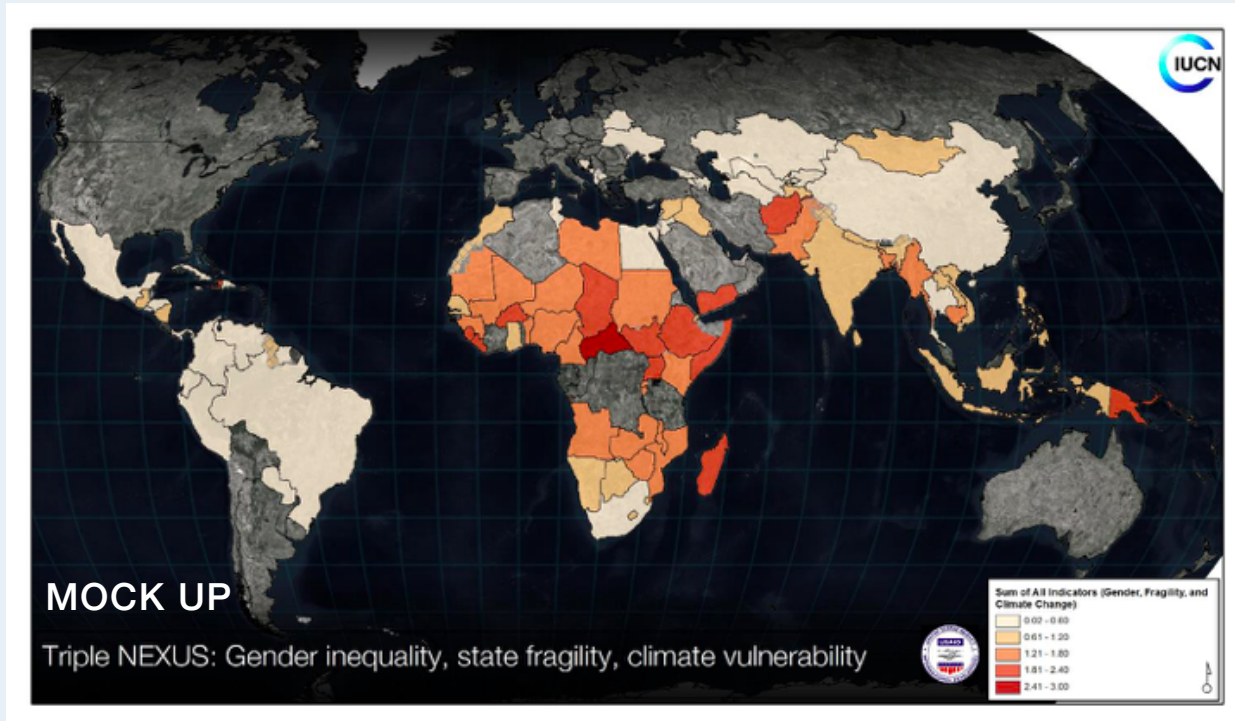 IUCN
MOCK UP
Triple NEXUS: Gender inequality, state fragility, climate vulnerability
USAID
Sum of All Indicators (Gender, Fragility, and
Climate Change)
0.02 - 0.60
0.61 - 1.20
1.21 - 1.80
1.81 - 2.40
2.41 - 3.00